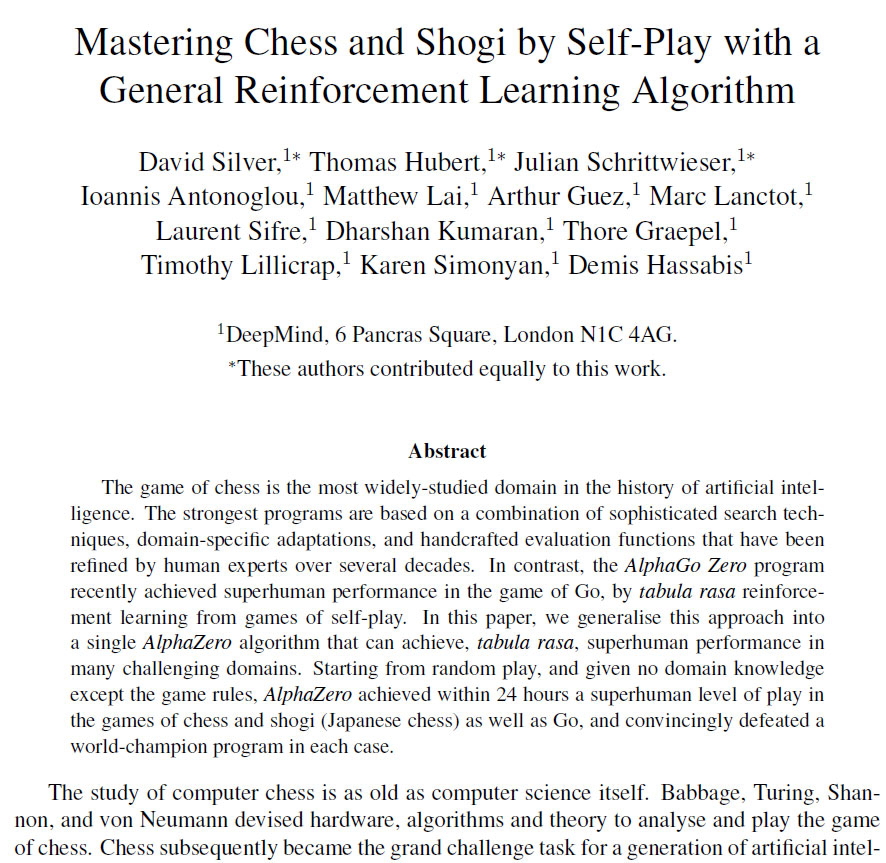 Mastering Chess and Shogi by Self-Play with a
General Reinforcement Learning Algorithm
David Silver,1∗ Thomas Hubert,1∗ Julian Schrittwieser,1∗
Ioannis Antonoglou,1 Matthew Lai,1 Arthur Guez,1 Marc Lanctot,1
Laurent Sifre,1 Dharshan Kumaran,1 Thore Graepel,1
Timothy Lillicrap,1 Karen Simonyan,1 Demis Hassabis1
1DeepMind, 6 Pancras Square, London N1C 4AG.
∗These authors contributed equally to this work.
Abstract
The game of chess is the most widely-studied domain in the history of artificial intel-
ligence. The strongest programs are based on a combination of sophisticated search tech-
niques, domain-specific adaptations, and handcrafted evaluation functions that have been
refined by human experts over several decades. In contrast, the AlphaGo Zero program
recently achieved superhuman performance in the game of Go, by tabula rasa reinforce-
ment learning from games of self-play. In this paper, we generalise this approach into
a single AlphaZero algorithm that can achieve, tabula rasa, superhuman performance in
many challenging domains. Starting from random play, and given no domain knowledge
except the game rules, AlphaZero achieved within 24 hours a superhuman level of play in
the games of chess and shogi (Japanese chess) as well as Go, and convincingly defeated a
world-champion program in each case.
The study of computer chess is as old as computer science itself. Babbage, Turing, Shan-
non, and von Neumann devised hardware, algorithms and theory to analyse and play the game
of chess. Chess subsequently became the grand challenge task for a generation of artificial intel-